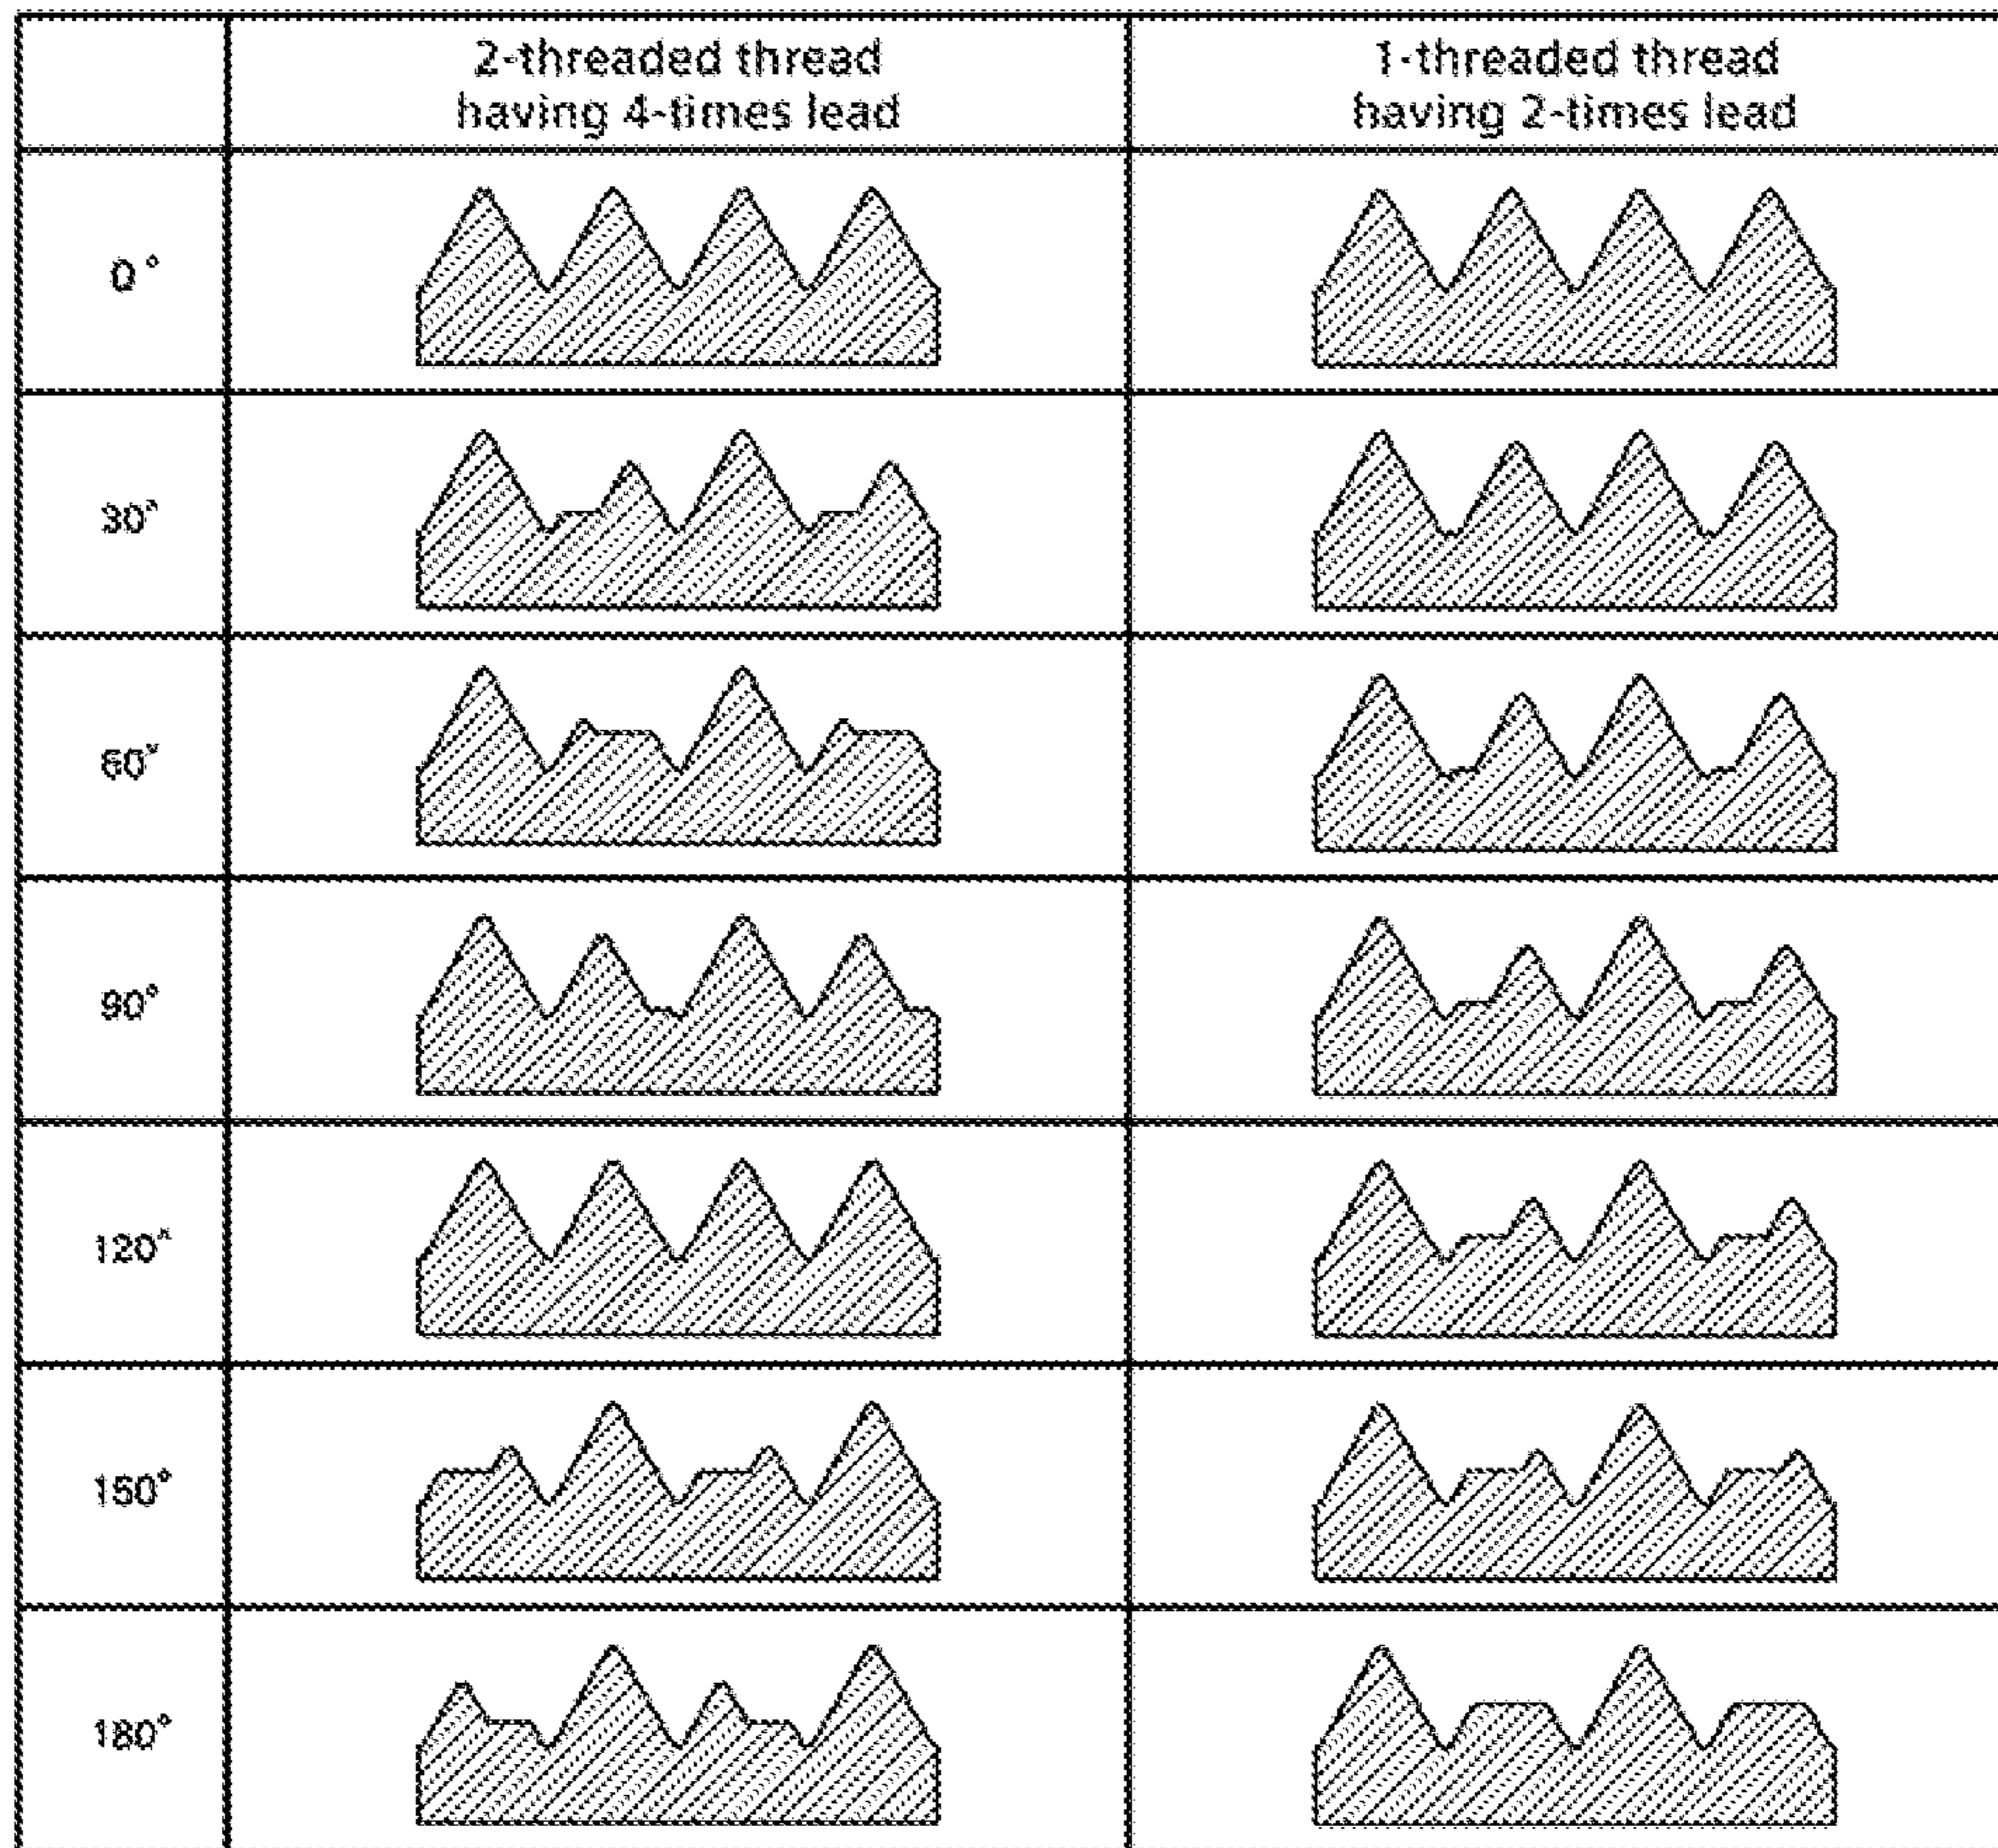 2-threaded thread
having 4-times lead
1-threaded thread
having 2-times lead
0°
30°
60°
90°
120°
150°
180°